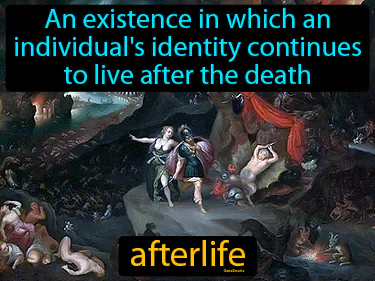 An existence in which an
individual's identity continues
to live after the death
afterlife